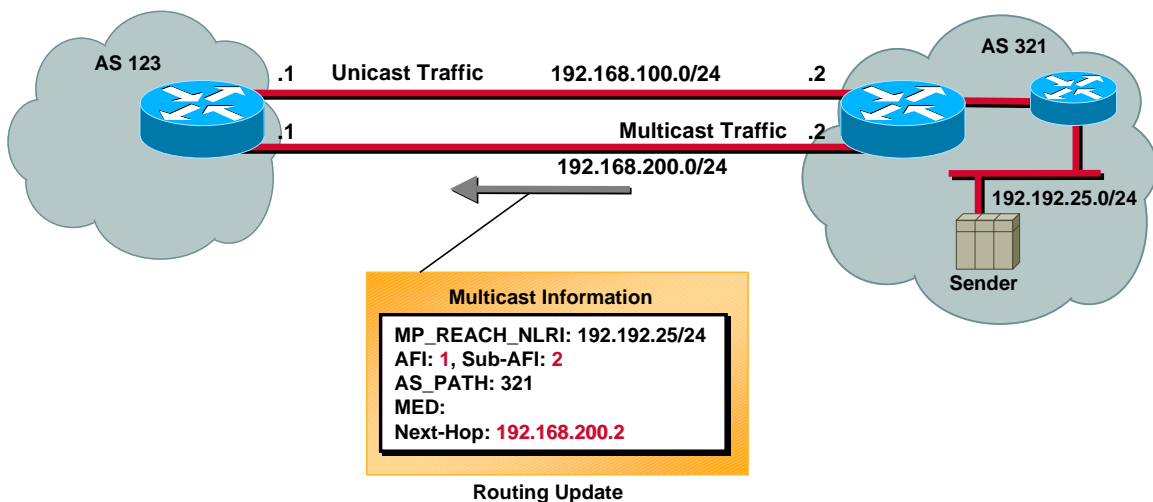 AS 123
AS 321
.1 Unicast Traffic 192.168.100.0/24 .2
.1 Multicast Traffic .2
192.168.200.0/24
192.192.25.0/24
Sender
Multicast Information
MP_REACH_NLRI: 192.192.25/24
AFI: 1, Sub-AFI: 2
AS_PATH: 321
MED:
Next-Hop: 192.168.200.2
Routing Update